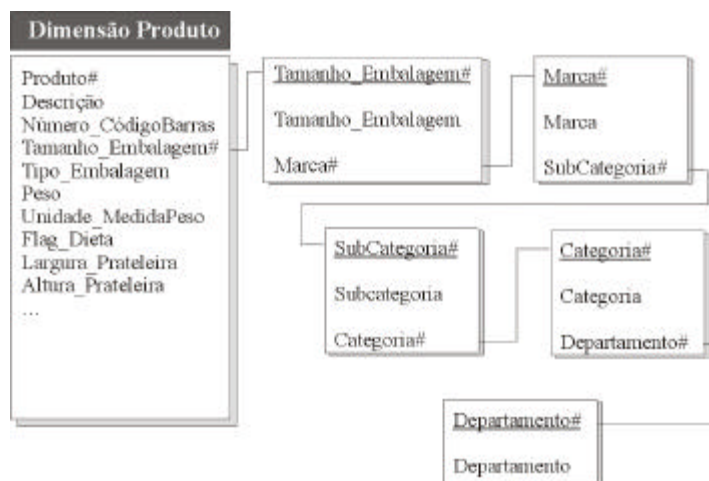 Dimensão Produto
Produto#
Descrição
Número_CódigoBarras
Tamanho_Embalagem#
Tipo_Embalagem
Peso
Unidade_MedidaPeso
Flag_Dieta
Largura_Prateleira
Altura_Prateleira
...
Tamanho_Embalagem#
Tamanho_Embalagem
Marca#
Marca#
Marca
SubCategoria#
SubCategoria#
Subcategoria
Categoria#
Categoria#
Categoria
Departamento#
Departamento#
Departamento